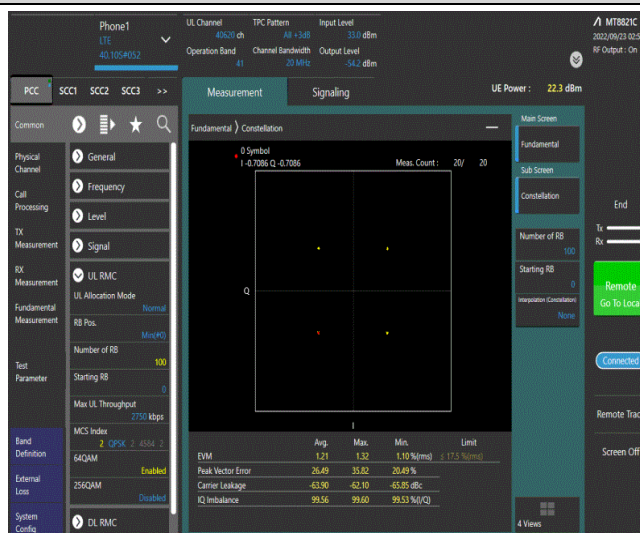 Phone1
LTE
40.10S#052
UL Channel
40620 ch
TPC Pattern
All +3dB
Input Level
33.0 dBm
Operation Band
41
Channel Bandwidth
20 MHz
Output Level
-54.2 dBm
MT8821C
2022/09/23 02:5
RF Output : On
PCC SCC1 SCC2 SCC3 >>
Measurement
Signaling
UE Power : 22.3 dBm
Common
Physical
Channel
Call
Processing
TX
Measurement
RX
Measurement
Fundamental
Measurement
Test
Parameter
Band
Definition
External
Loss
System
Config
General
Frequency
Level
Signal
UL RMC
UL Allocation Mode
Normal
RB Pos.
Min(#0)
Number of RB
100
Starting RB
0
Max UL Throughput
2750 kbps
MCS Index
2 QPSK 2 4584 2
64QAM
Enabled
256QAM
Disabled
DL RMC
Fundamental ) Constellation
0 Symbol
I -0.7086 Q -0.7086
Meas. Count : 20/ 20
Q
I
Avg. Max. Min. Limit
EVM 1.21 1.32 1.10 %(rms) ≤ 17.5 %(rms)
Peak Vector Error 26.49 35.82 20.49 %
Carrier Leakage -63.90 -62.10 -65.85 dBc
IQ Imbalance 99.56 99.60 99.53 %(I/Q)
Main Screen
Fundamental
Sub Screen
Constellation
Number of RB
100
Starting RB
0
Interpolation (Constellation)
None
4 Views
End
Tx
Rx
Remote
Go To Loca
Connected
Remote Trac
Screen Off